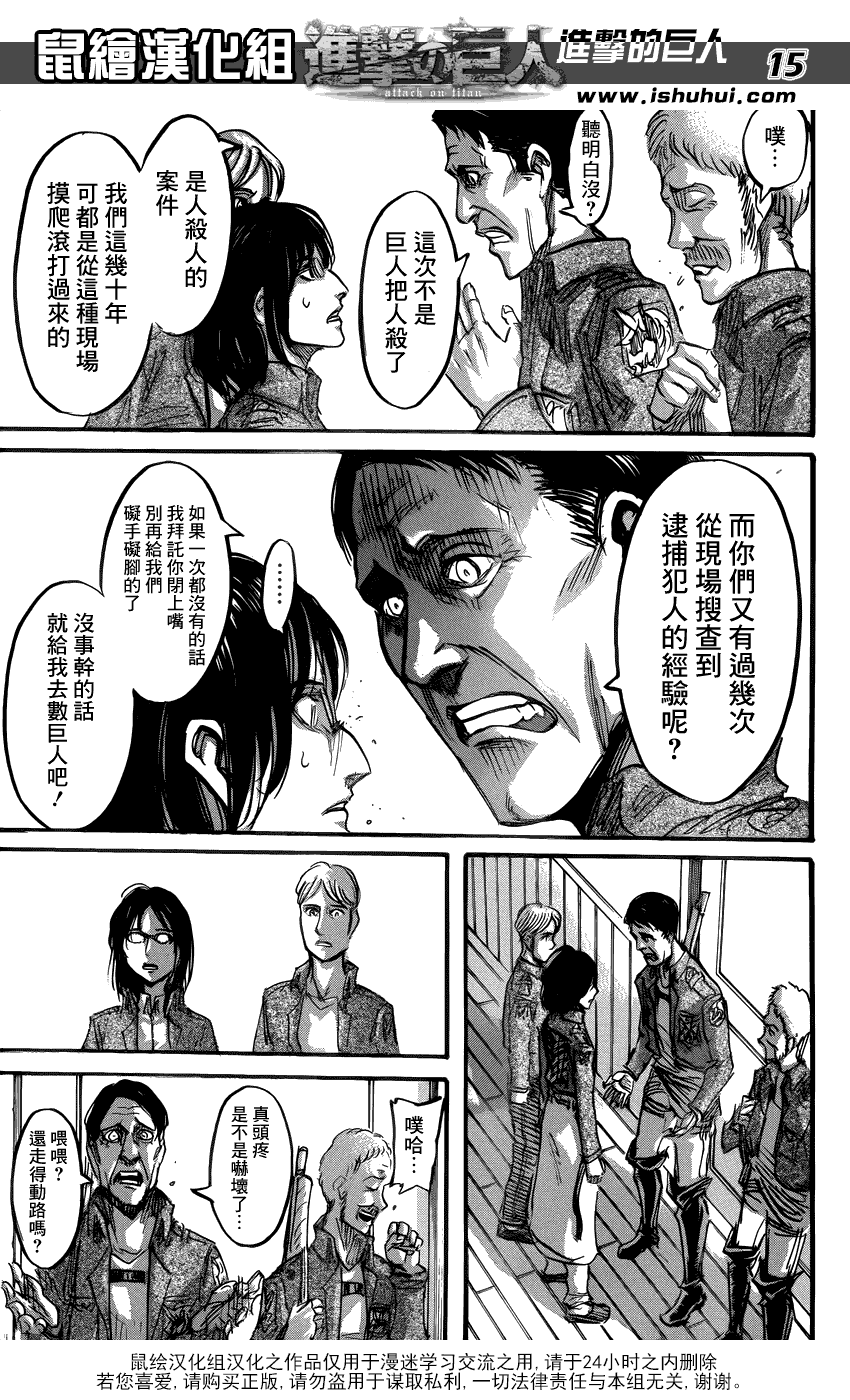 鼠繪漢化組
進撃の巨人
attack on titan
進擊的巨人
www.ishuhui.com
15
噗…
聽明白沒?
這次不是
巨人把人殺了
是人殺人的
案件
我們這幾十年
可都是從這種現場
摸爬滾打過來的
而你們又有過幾次
從現場搜查到
逮捕犯人的經驗呢?
……
如果一次都沒有的話
我拜託你閉上嘴
別再給我們
礙手礙腳的了
沒事幹的話
就給我去數巨人吧!
噗哈…
真頭疼
是不是嚇壞了…
喂喂?
還走得動路嗎?
鼠绘汉化组汉化之作品仅用于漫迷学习交流之用, 请于24小时之内删除
若您喜爱, 请购买正版, 请勿用于谋取私利, 一切法律责任与本组无关, 谢谢.